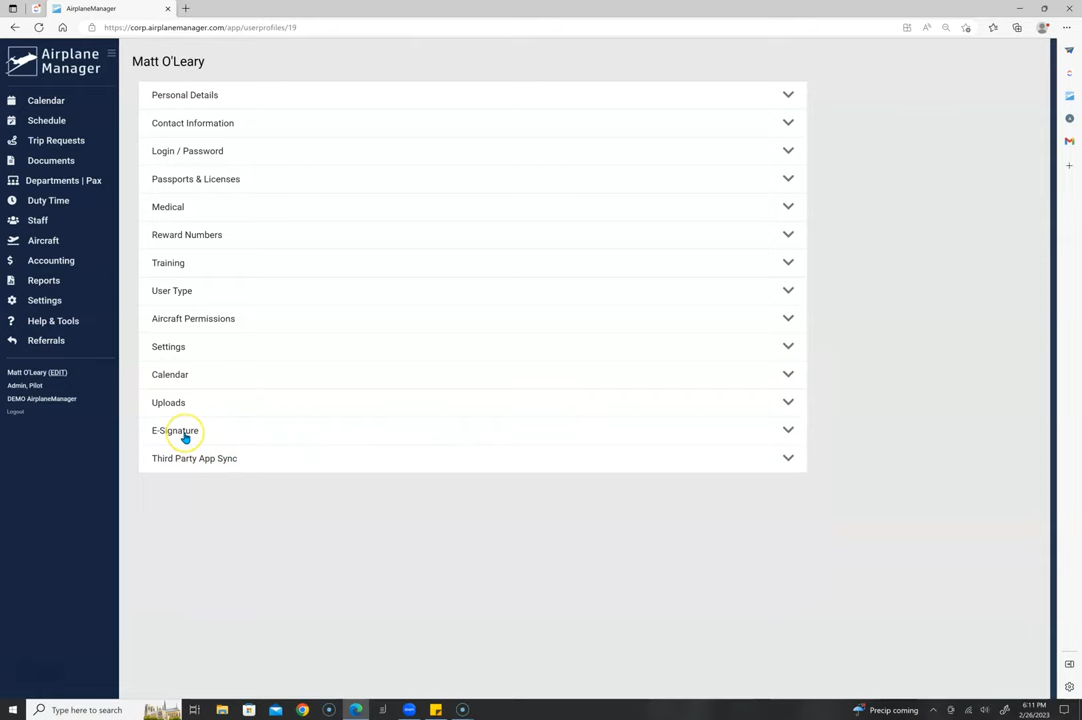 AirplaneManager
https://corp.airplanemanager.com/app/userprofiles/19
Airplane
Manager
Calendar
Schedule
Trip Requests
Documents
Departments | Pax
Duty Time
Staff
Aircraft
Accounting
Reports
Settings
Help & Tools
Referrals
Matt O'Leary (EDIT)
Admin, Pilot
DEMO AirplaneManager
Logout
Matt O'Leary
Personal Details
Contact Information
Login / Password
Passports & Licenses
Medical
Reward Numbers
Training
User Type
Aircraft Permissions
Settings
Calendar
Uploads
E-Signature
Third Party App Sync
Type here to search
Precip coming
6:11 PM
2/26/2023